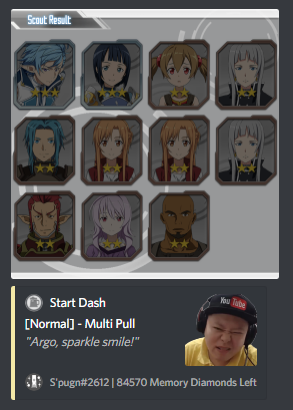 Scout Result
Start Dash
[Normal] - Multi Pull
"Argo, sparkle smile!"
YouTube
S'pugn#2612 | 84570 Memory Diamonds Left